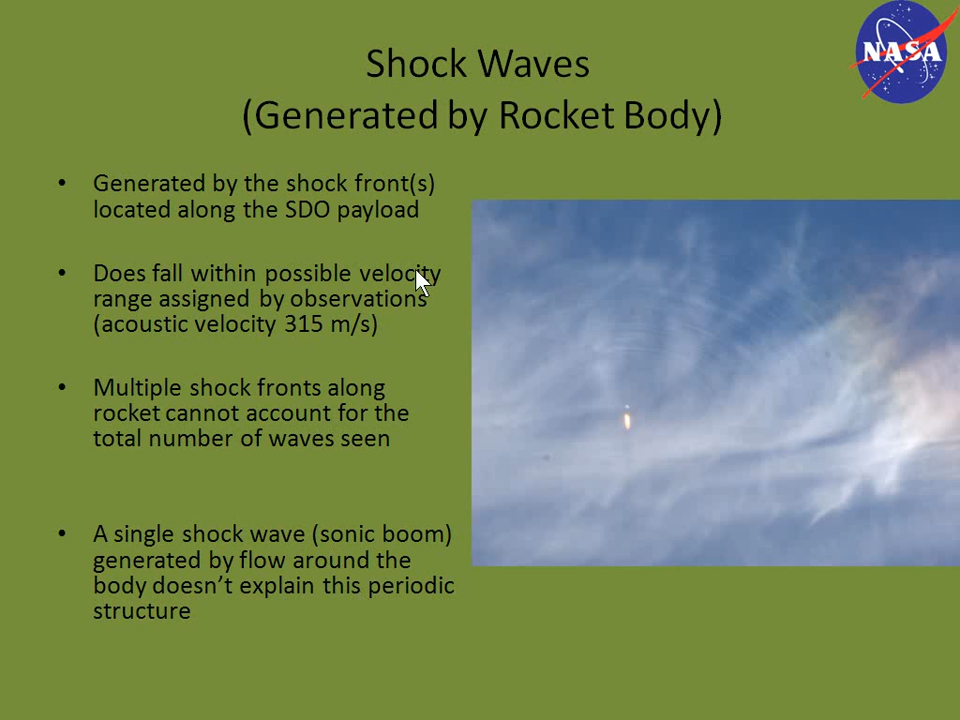 NASA
Shock Waves
(Generated by Rocket Body)
• Generated by the shock front(s)
located along the SDO payload
• Does fall within possible velocity
range assigned by observations
(acoustic velocity 315 m/s)
• Multiple shock fronts along
rocket cannot account for the
total number of waves seen
• A single shock wave (sonic boom)
generated by flow around the
body doesn’t explain this periodic
structure